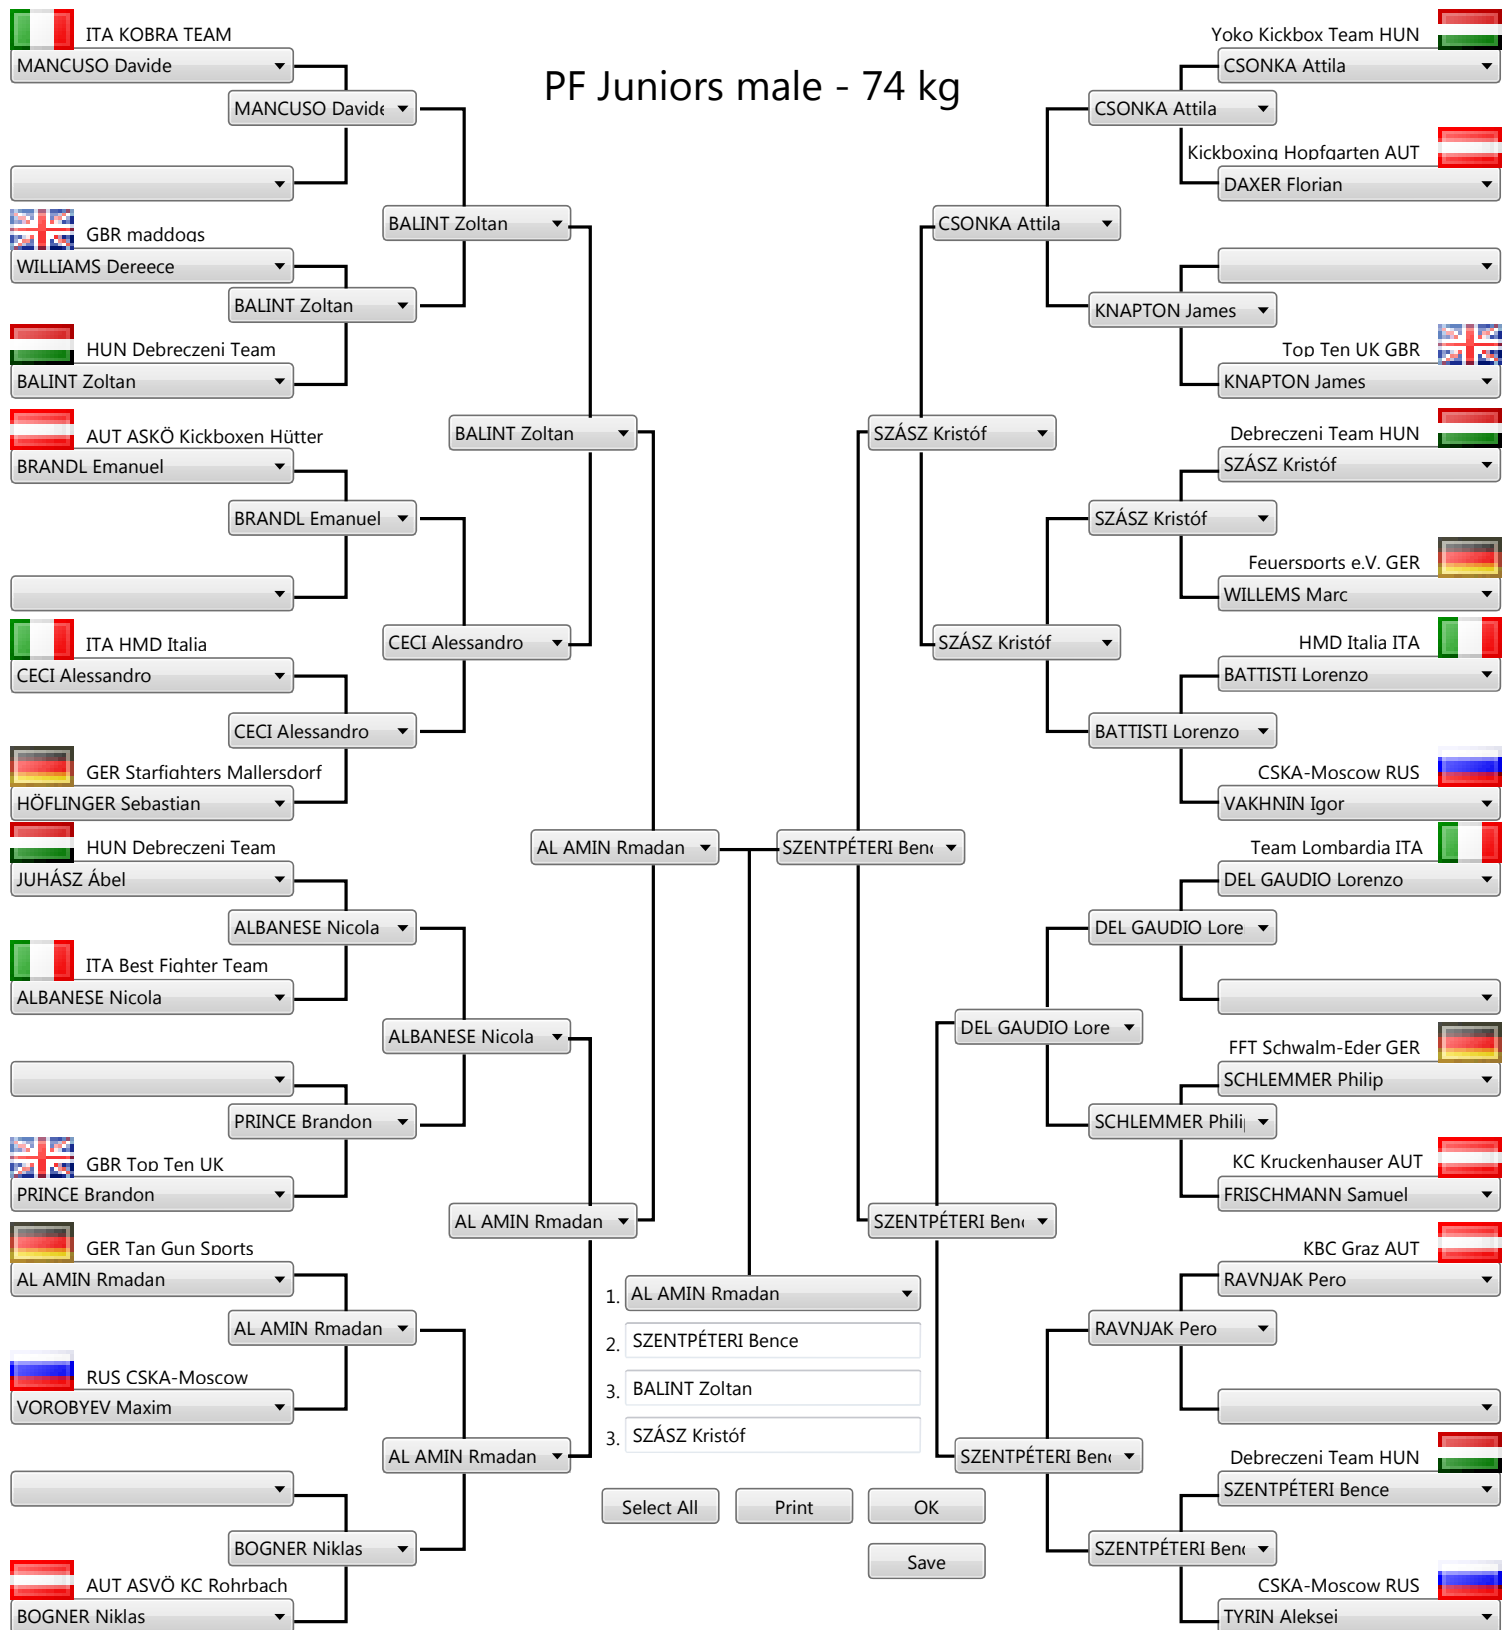 PF Juniors male - 74 kg
ITA KOBRA TEAM
MANCUSO Davide
MANCUSO Davide
GBR maddogs
WILLIAMS Dereece
BALINT Zoltan
BALINT Zoltan
HUN Debreczeni Team
BALINT Zoltan
AUT ASKÖ Kickboxen Hütter
BRANDL Emanuel
BALINT Zoltan
BRANDL Emanuel
ITA HMD Italia
CECI Alessandro
CECI Alessandro
CECI Alessandro
GER Starfighters Mallersdorf
HÖFLINGER Sebastian
HUN Debreczeni Team
JUHÁSZ Ábel
AL AMIN Rmadan
ALBANESE Nicola
ITA Best Fighter Team
ALBANESE Nicola
ALBANESE Nicola
PRINCE Brandon
GBR Top Ten UK
PRINCE Brandon
AL AMIN Rmadan
GER Tan Gun Sports
AL AMIN Rmadan
AL AMIN Rmadan
RUS CSKA-Moscow
VOROBYEV Maxim
AL AMIN Rmadan
BOGNER Niklas
AUT ASVÖ KC Rohrbach
BOGNER Niklas
Yoko Kickbox Team HUN
CSONKA Attila
CSONKA Attila
Kickboxing Hopfgarten AUT
DAXER Florian
CSONKA Attila
KNAPTON James
Top Ten UK GBR
KNAPTON James
SZÁSZ Kristóf
Debreczeni Team HUN
SZÁSZ Kristóf
SZÁSZ Kristóf
Feuersports e.V. GER
WILLEMS Marc
SZÁSZ Kristóf
HMD Italia ITA
BATTISTI Lorenzo
BATTISTI Lorenzo
CSKA-Moscow RUS
VAKHNIN Igor
SZENTPÉTERI Benc
Team Lombardia ITA
DEL GAUDIO Lorenzo
DEL GAUDIO Lore
DEL GAUDIO Lore
FFT Schwalm-Eder GER
SCHLEMMER Philip
SCHLEMMER Philip
KC Kruckenhauser AUT
FRISCHMANN Samuel
SZENTPÉTERI Benc
KBC Graz AUT
RAVNJAK Pero
RAVNJAK Pero
SZENTPÉTERI Benc
Debreczeni Team HUN
SZENTPÉTERI Bence
SZENTPÉTERI Benc
CSKA-Moscow RUS
TYRIN Aleksei
1. AL AMIN Rmadan
2. SZENTPÉTERI Bence
3. BALINT Zoltan
3. SZÁSZ Kristóf
Select All
Print
OK
Save